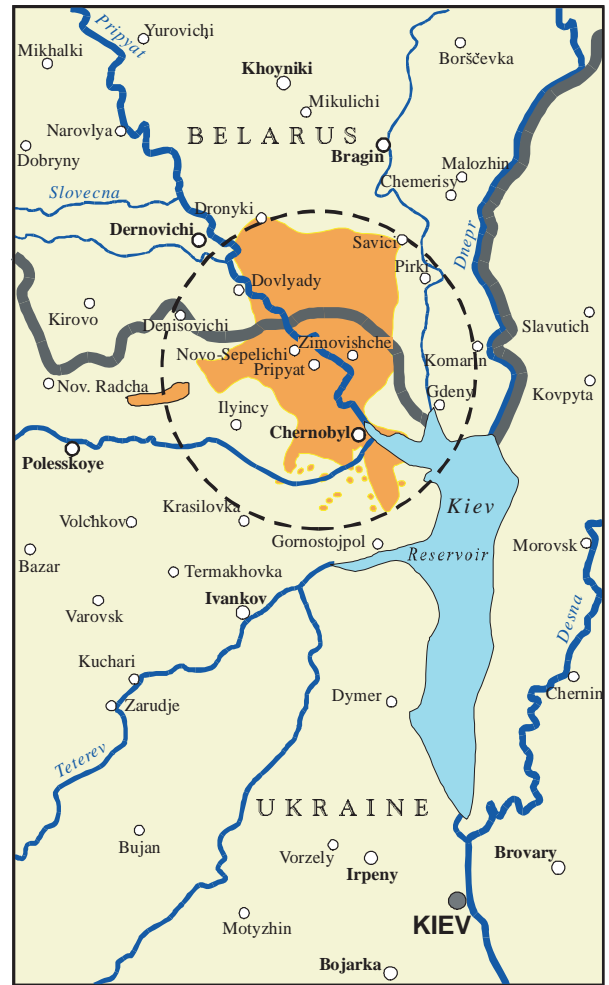 Yurovichi
Pripyat
Mikhalki
Borščevka
Khoyniki
Mikulichi
Narovlya
BELARUS
Dobryny
Bragin
Malozhin
Chemerisy
Slovecna
Dronyki
Dernovichi
Savici
Dnepr
Pirki
Dovlyady
Kirovo
Denisovichi
Slavutich
Zimovishche
Novo-Sepelichi
Komarin
Pripyat
Nov. Radcha
Gdeny
Kovpyta
Ilyincy
Chernobyl
Polesskoye
Krasilovka
Kiev
Volchkov
Gornostojpol
Reservoir
Morovsk
Bazar
Termakhovka
Ivankov
Varovsk
Desna
Kuchari
Chernin
Dymer
Zarudje
Teterev
UKRAINE
Bujan
Vorzely
Brovary
Irpeny
KIEV
Motyzhin
Bojarka